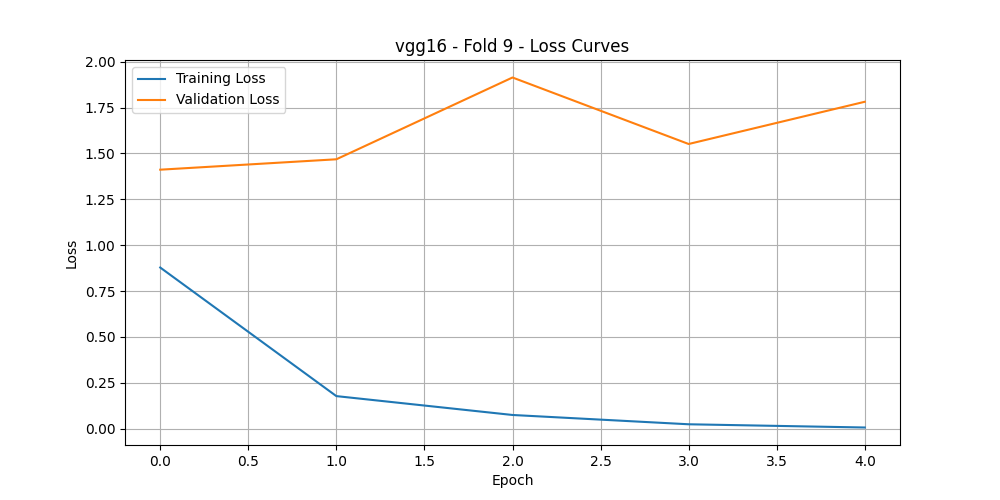 vgg16 - Fold 9 - Loss Curves
Training Loss
Validation Loss
2.00
1.75
1.50
1.25
1.00
0.75
0.50
0.25
0.00
Loss
0.0 0.5 1.0 1.5 2.0 2.5 3.0 3.5 4.0
Epoch